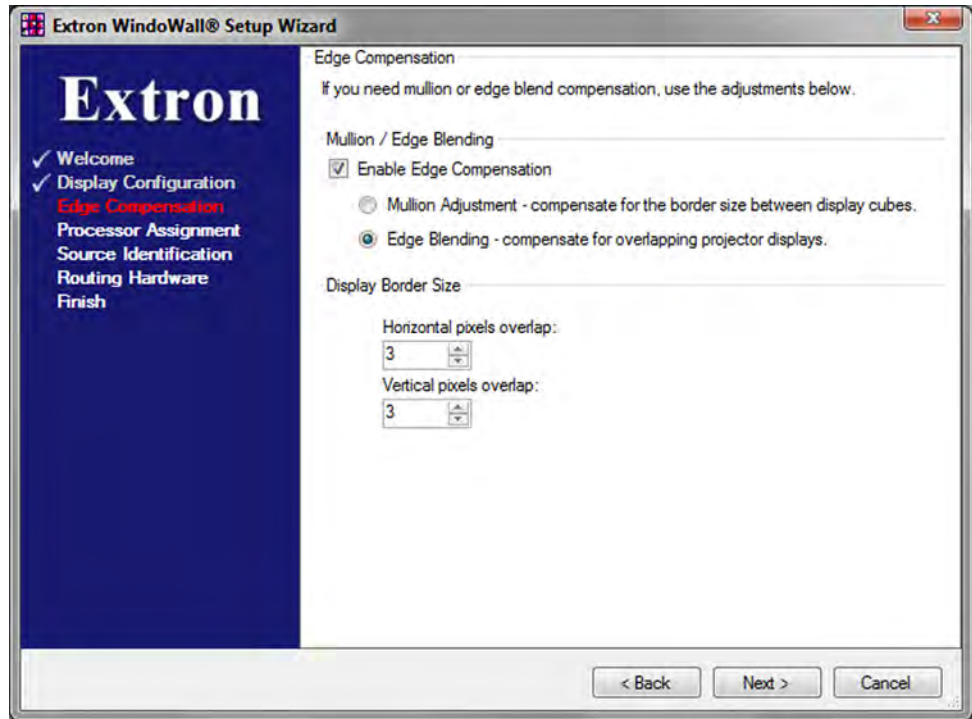 Extron WindoWall® Setup Wizard
Extron
Welcome
Display Configuration
Edge Compensation
Processor Assignment
Source Identification
Routing Hardware
Finish
Edge Compensation
If you need mullion or edge blend compensation, use the adjustments below.
Mullion / Edge Blending
Enable Edge Compensation
Mullion Adjustment - compensate for the border size between display cubes.
Edge Blending - compensate for overlapping projector displays.
Display Border Size
Horizontal pixels overlap:
3
Vertical pixels overlap:
3
< Back
Next >
Cancel